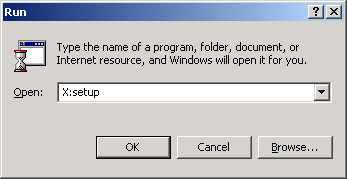 Run
Type the name of a program, folder, document, or
Internet resource, and Windows will open it for you.
Open: X:setup
OK Cancel Browse...